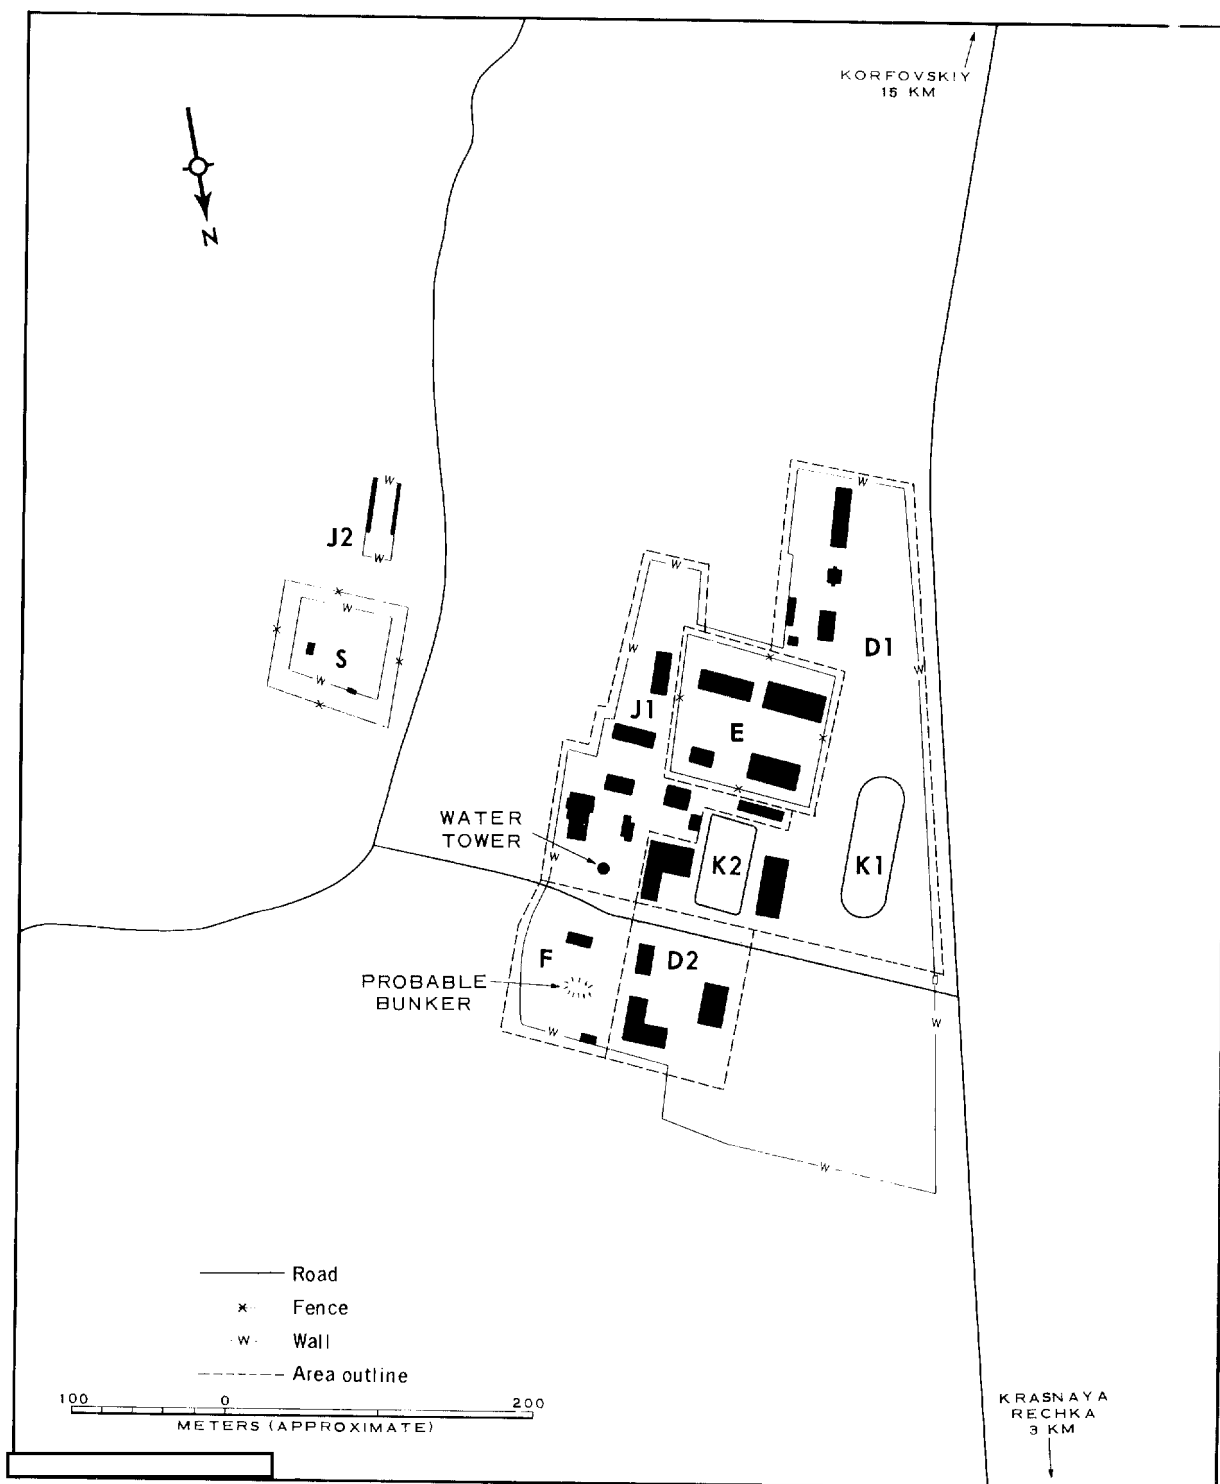 KORFOVSKIY
15 KM
N
W
W
J2
W
W
W
W
D1
S
W
W
J1
E
WATER
TOWER
K2
K1
W
F
D2
PROBABLE
BUNKER
W
W
W
Road
Fence
W Wall
Area outline
100 0 200
METERS (APPROXIMATE)
KRASNAYA
RECHKA
3 KM